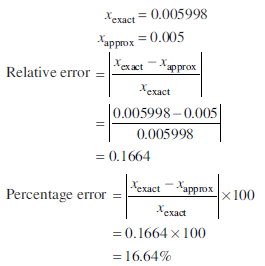 x_exact = 0.005998
x_approx = 0.005
Relative error = |(x_exact − x_approx) / x_exact|
= |0.005998 − 0.005| / 0.005998
= 0.1664
Percentage error = |(x_exact − x_approx) / x_exact| × 100
= 0.1664 × 100
= 16.64%